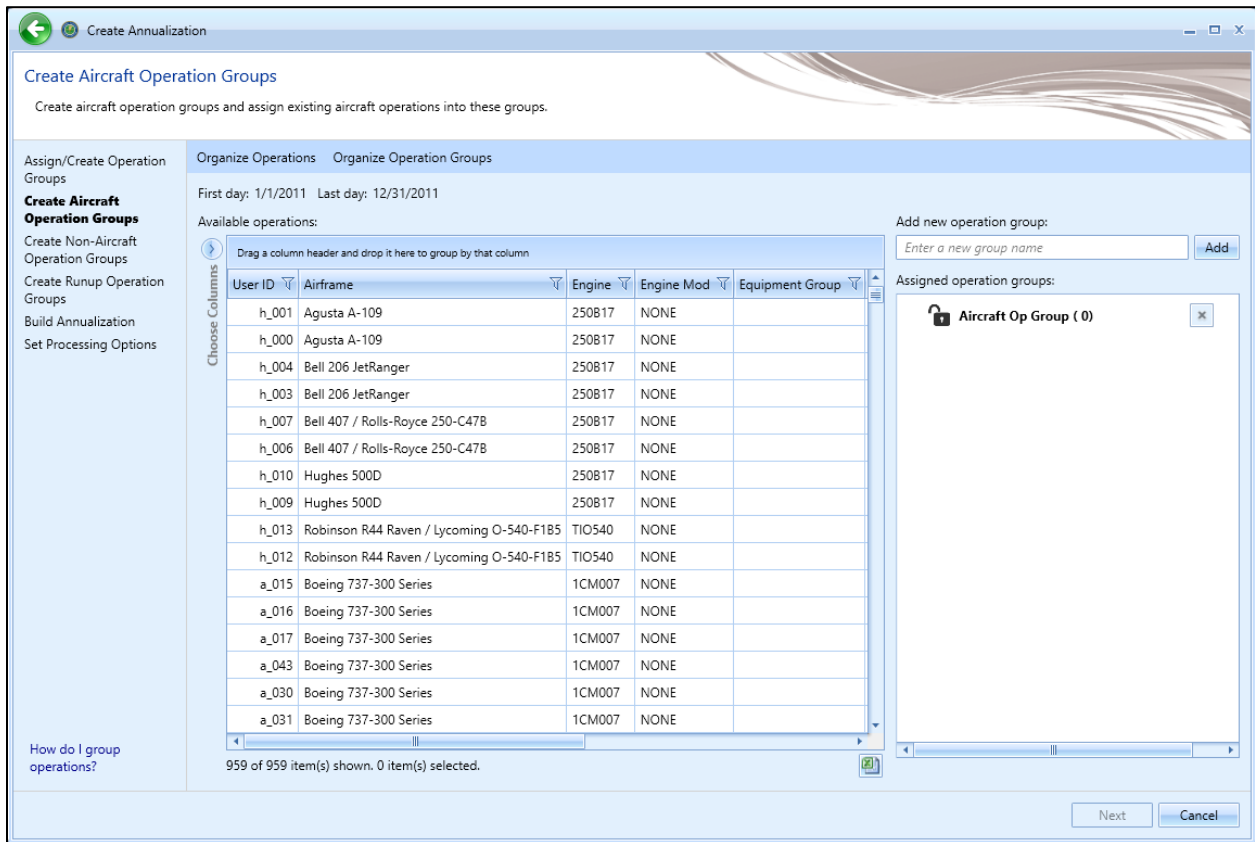 Create Annualization
Create Aircraft Operation Groups
Create aircraft operation groups and assign existing aircraft operations into these groups.
Assign/Create Operation
Groups
Create Aircraft
Operation Groups
Create Non-Aircraft
Operation Groups
Create Runup Operation
Groups
Build Annualization
Set Processing Options
How do I group
operations?
Organize Operations Organize Operation Groups
First day: 1/1/2011 Last day: 12/31/2011
Available operations:
Choose Columns
Drag a column header and drop it here to group by that column
User ID Airframe Engine Engine Mod Equipment Group
h_001 Agusta A-109 250B17 NONE
h_000 Agusta A-109 250B17 NONE
h_004 Bell 206 JetRanger 250B17 NONE
h_003 Bell 206 JetRanger 250B17 NONE
h_007 Bell 407 / Rolls-Royce 250-C47B 250B17 NONE
h_006 Bell 407 / Rolls-Royce 250-C47B 250B17 NONE
h_010 Hughes 500D 250B17 NONE
h_009 Hughes 500D 250B17 NONE
h_013 Robinson R44 Raven / Lycoming O-540-F1B5 TIO540 NONE
h_012 Robinson R44 Raven / Lycoming O-540-F1B5 TIO540 NONE
a_015 Boeing 737-300 Series 1CM007 NONE
a_016 Boeing 737-300 Series 1CM007 NONE
a_017 Boeing 737-300 Series 1CM007 NONE
a_043 Boeing 737-300 Series 1CM007 NONE
a_030 Boeing 737-300 Series 1CM007 NONE
a_031 Boeing 737-300 Series 1CM007 NONE
959 of 959 item(s) shown. 0 item(s) selected.
Add new operation group:
Enter a new group name Add
Assigned operation groups:
Aircraft Op Group ( 0)
Next Cancel